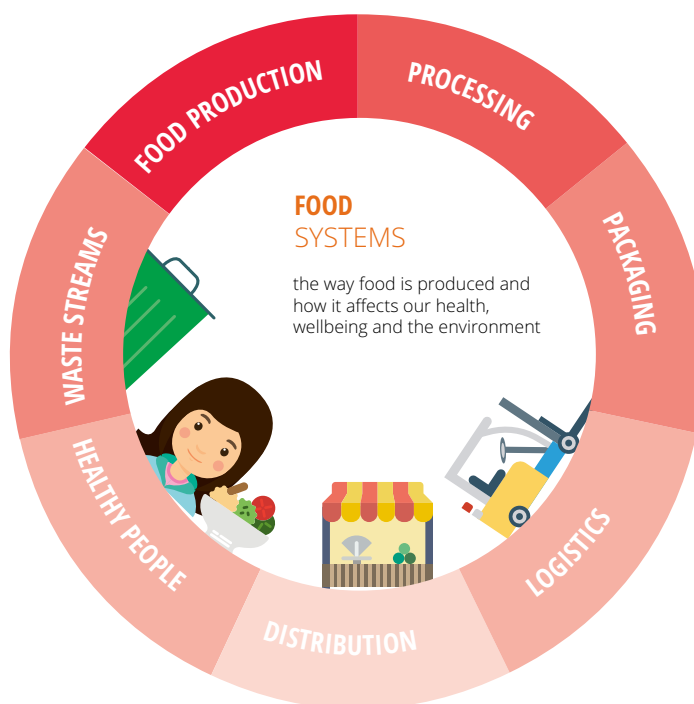 FOOD PRODUCTION
PROCESSING
PACKAGING
LOGISTICS
DISTRIBUTION
HEALTHY PEOPLE
WASTE STREAMS
FOOD
SYSTEMS
the way food is produced and
how it affects our health,
wellbeing and the environment